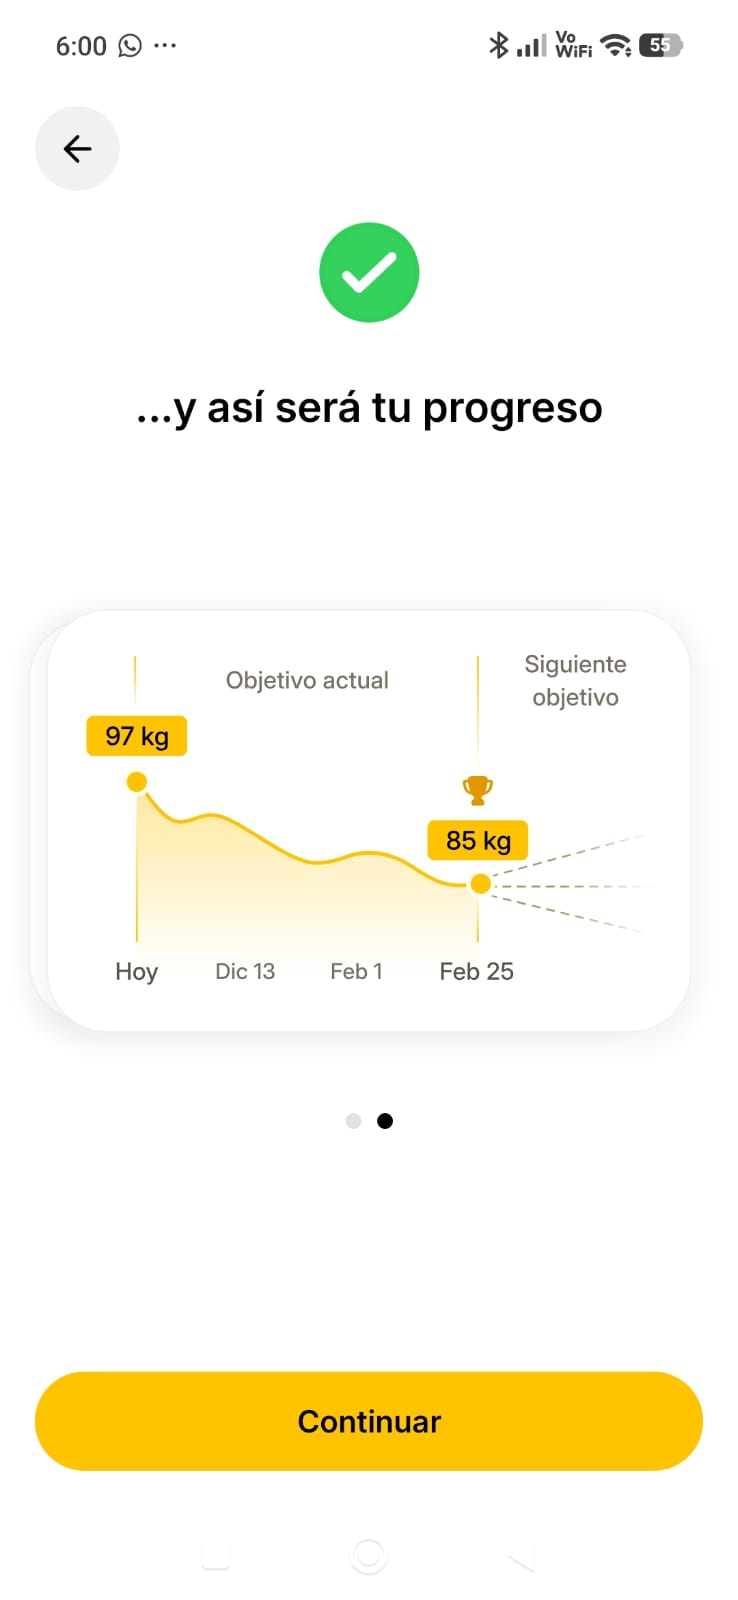 6:00
Vo
WiFi
55
...y así será tu progreso
Objetivo actual
Siguiente
objetivo
97 kg
85 kg
Hoy
Dic 13
Feb 1
Feb 25
Continuar